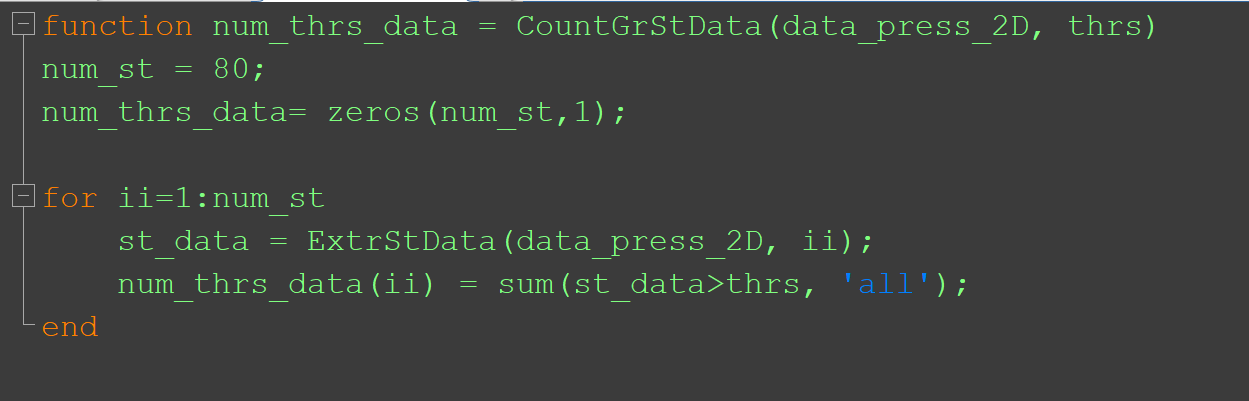 function num_thrs_data = CountGrStData(data_press_2D, thrs)
num_st = 80;
num_thrs_data= zeros(num_st,1);
for ii=1:num_st
st_data = ExtrStData(data_press_2D, ii);
num_thrs_data(ii) = sum(st_data>thrs, 'all');
end